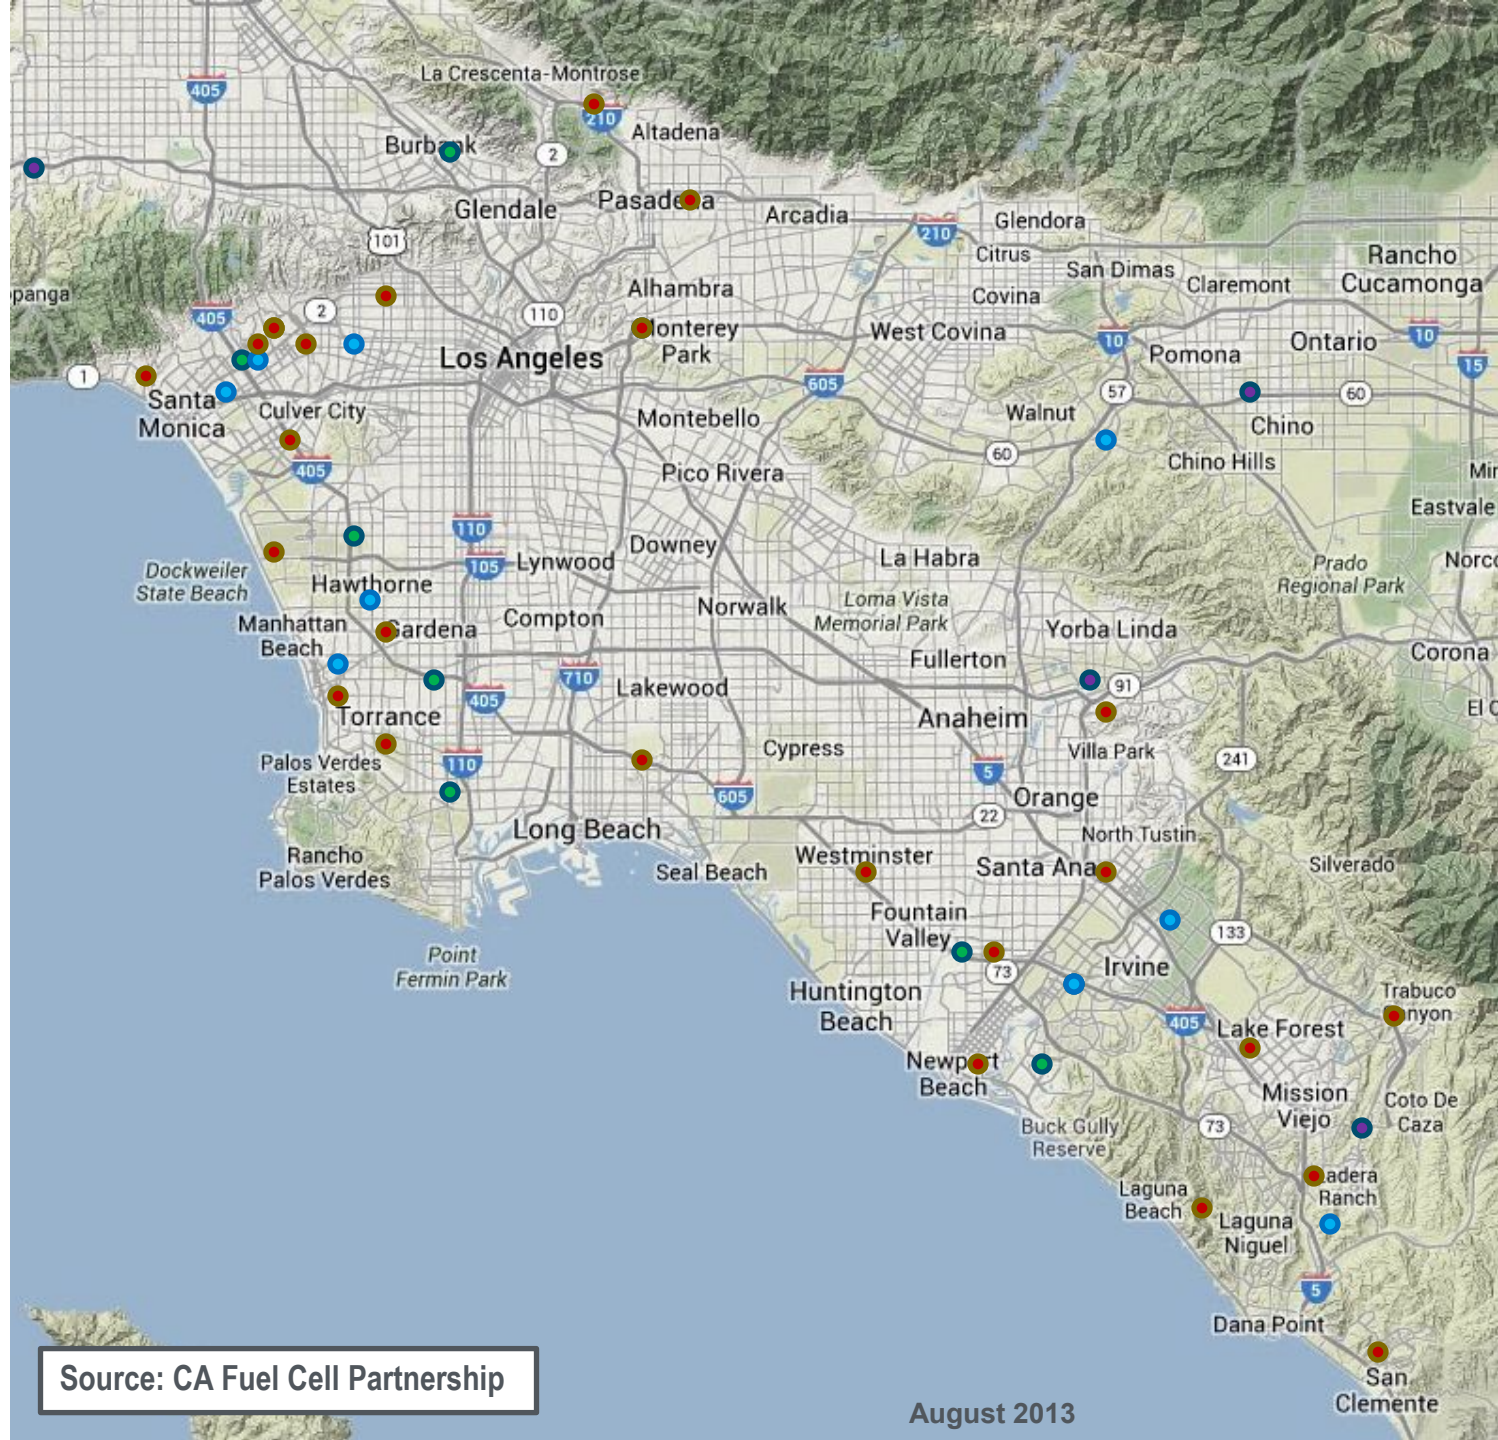 La Crescenta-Montrose
405
210
Altadena
Burbank
2
Pasadena
Glendale
Arcadia
210
Glendora
101
Citrus
Rancho
Cucamonga
San Dimas
Claremont
Alhambra
Covina
405
2
110
Monterey
Park
West Covina
10
Pomona
Ontario
10
15
Los Angeles
1
605
57
60
Santa
Monica
Culver City
Montebello
Walnut
Chino
405
60
Chino Hills
Pico Rivera
Eastvale
110
105
Lynwood
Downey
La Habra
Prado
Regional Park
Dockweiler
State Beach
Hawthorne
Compton
Norwalk
Loma Vista
Memorial Park
Manhattan
Beach
Gardena
Yorba Linda
Fullerton
Corona
710
Lakewood
405
91
Torrance
Anaheim
Cypress
Villa Park
241
Palos Verdes
Estates
110
5
605
Orange
22
Long Beach
North Tustin
Rancho
Palos Verdes
Seal Beach
Westminster
Santa Ana
Silverado
Fountain
Valley
133
Point
Fermin Park
73
Irvine
Huntington
Beach
405
Trabuco
Canyon
Lake Forest
Newport
Beach
Mission
Viejo
Coto De
Caza
Buck Gully
Reserve
73
Ladera
Ranch
Laguna
Beach
Laguna
Niguel
5
Dana Point
San
Clemente
Source: CA Fuel Cell Partnership
August 2013